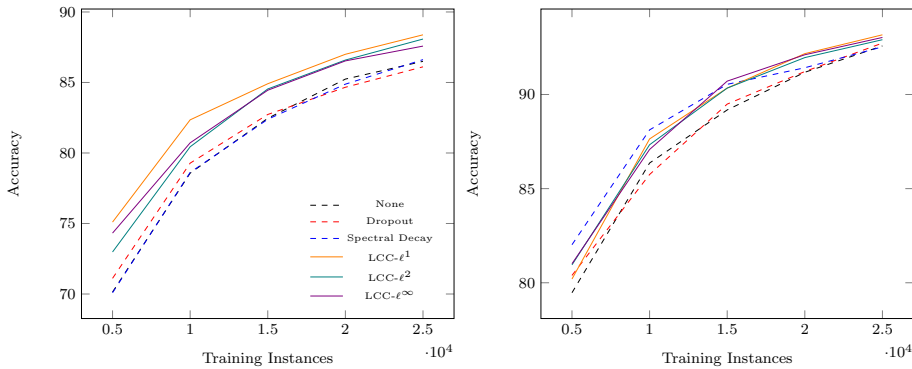 90
85
80
75
70
Accuracy
None
Dropout
Spectral Decay
LCC-ℓ¹
LCC-ℓ²
LCC-ℓ∞
0.5 1 1.5 2 2.5
·10⁴
Training Instances
90
85
80
Accuracy
0.5 1 1.5 2 2.5
·10⁴
Training Instances